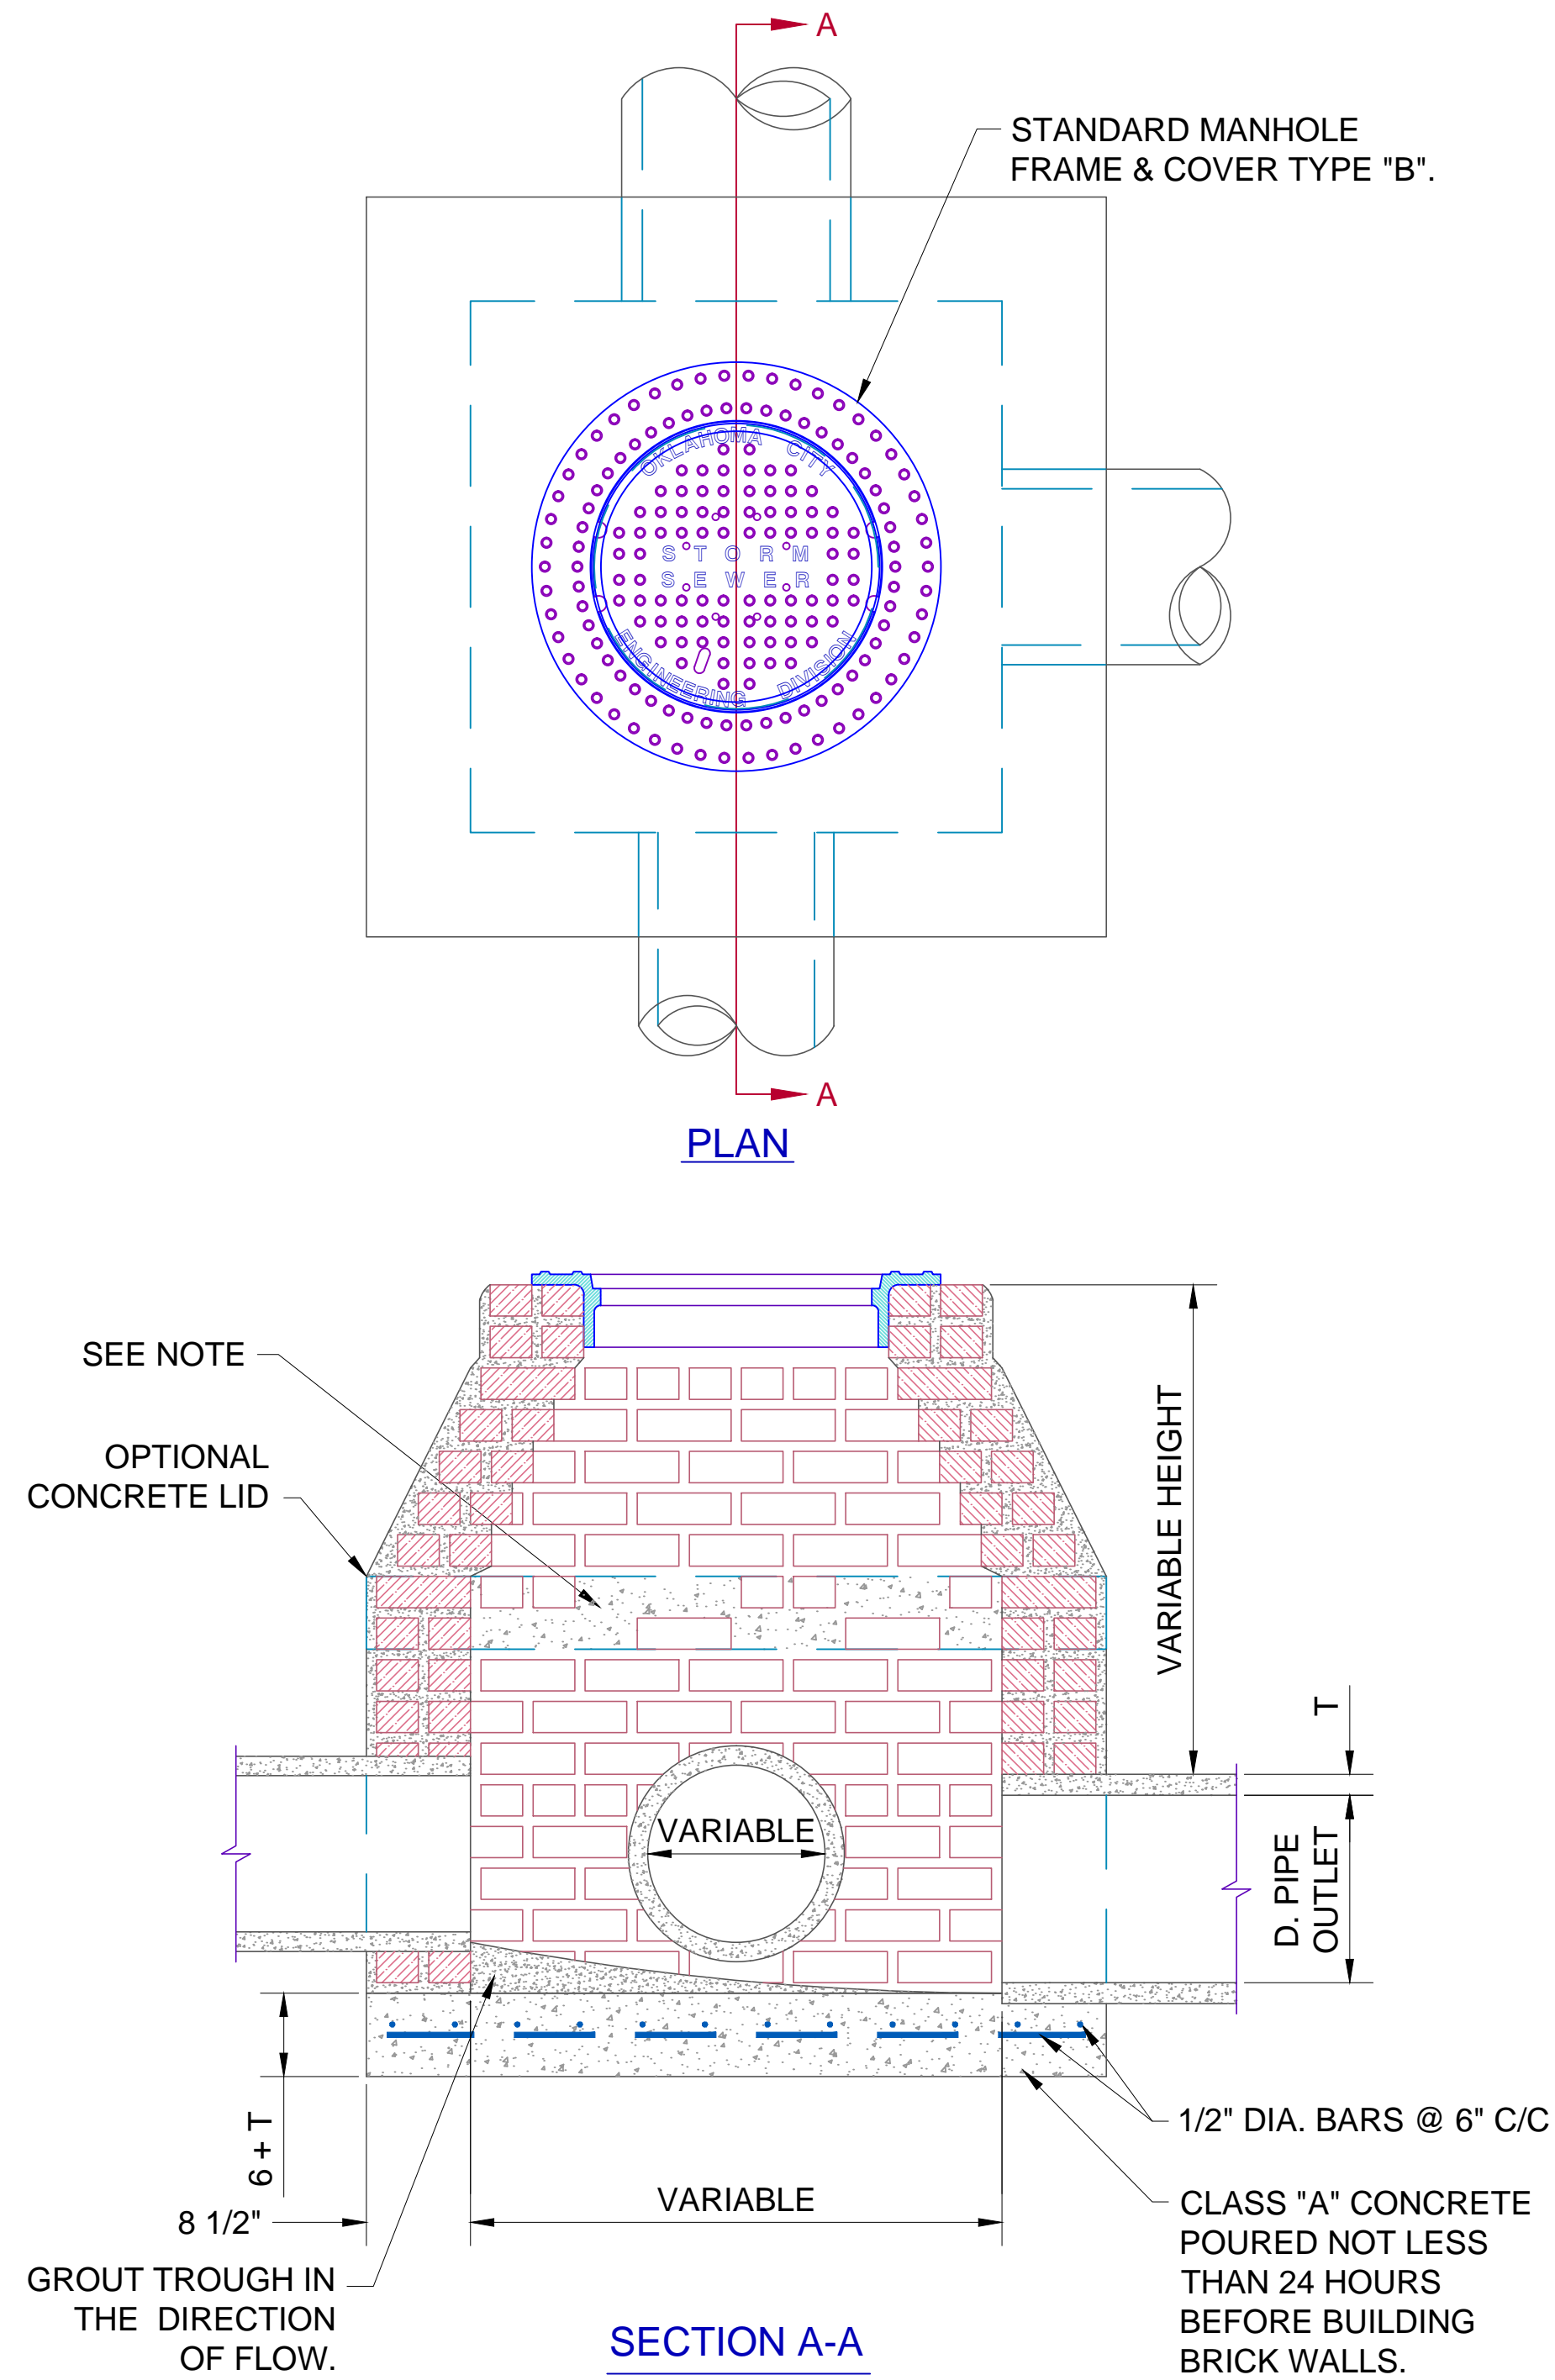 A
STANDARD MANHOLE
FRAME & COVER TYPE "B".
OKLAHOMA CITY
STORM
SEWER
ENGINEERING DIVISION
A
PLAN
SEE NOTE
OPTIONAL
CONCRETE LID
VARIABLE HEIGHT
T
VARIABLE
D. PIPE
OUTLET
6 + T
1/2" DIA. BARS @ 6" C/C
8 1/2"
VARIABLE
CLASS "A" CONCRETE
POURED NOT LESS
THAN 24 HOURS
BEFORE BUILDING
BRICK WALLS.
GROUT TROUGH IN
THE DIRECTION
OF FLOW.
SECTION A-A